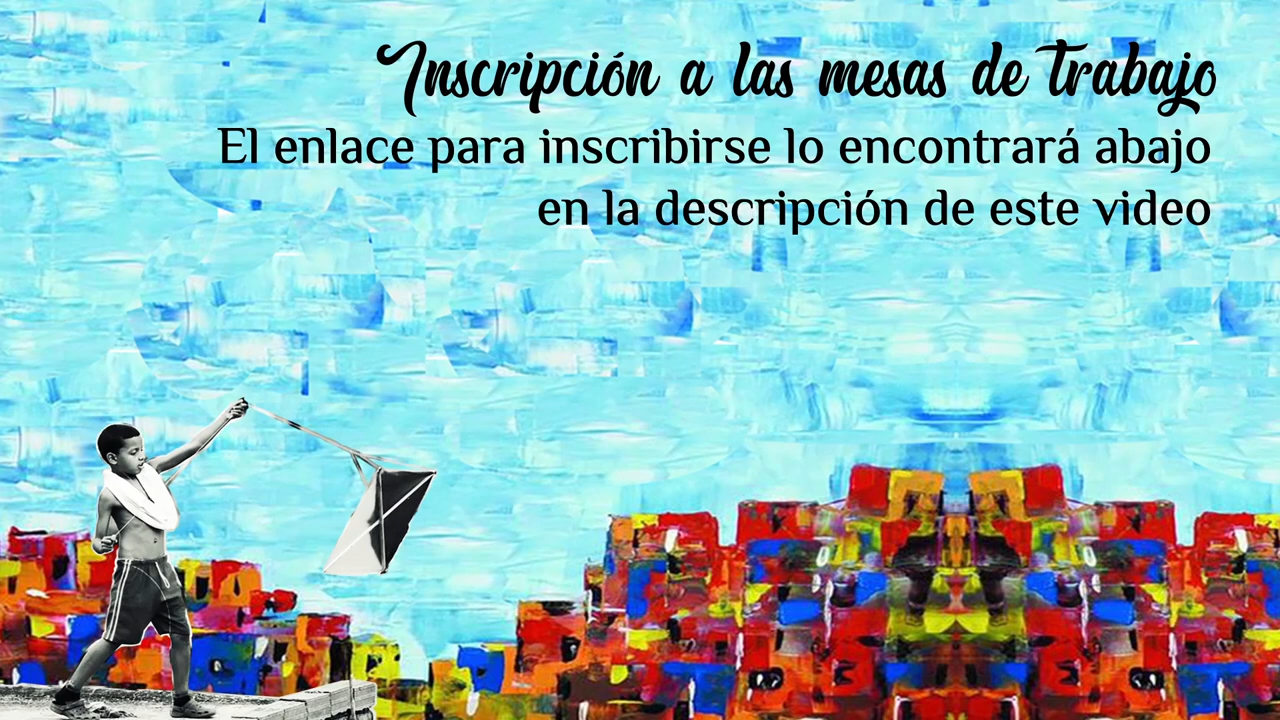 Inscripción a las mesas de trabajo
El enlace para inscribirse lo encontrará abajo
en la descripción de este video